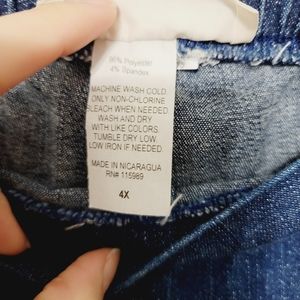 96% Polyester
4% Spandex
MACHINE WASH COLD
ONLY NON-CHLORINE
BLEACH WHEN NEEDED
WASH AND DRY
WITH LIKE COLORS.
TUMBLE DRY LOW.
LOW IRON IF NEEDED.
MADE IN NICARAGUA
RN# 115989
4X